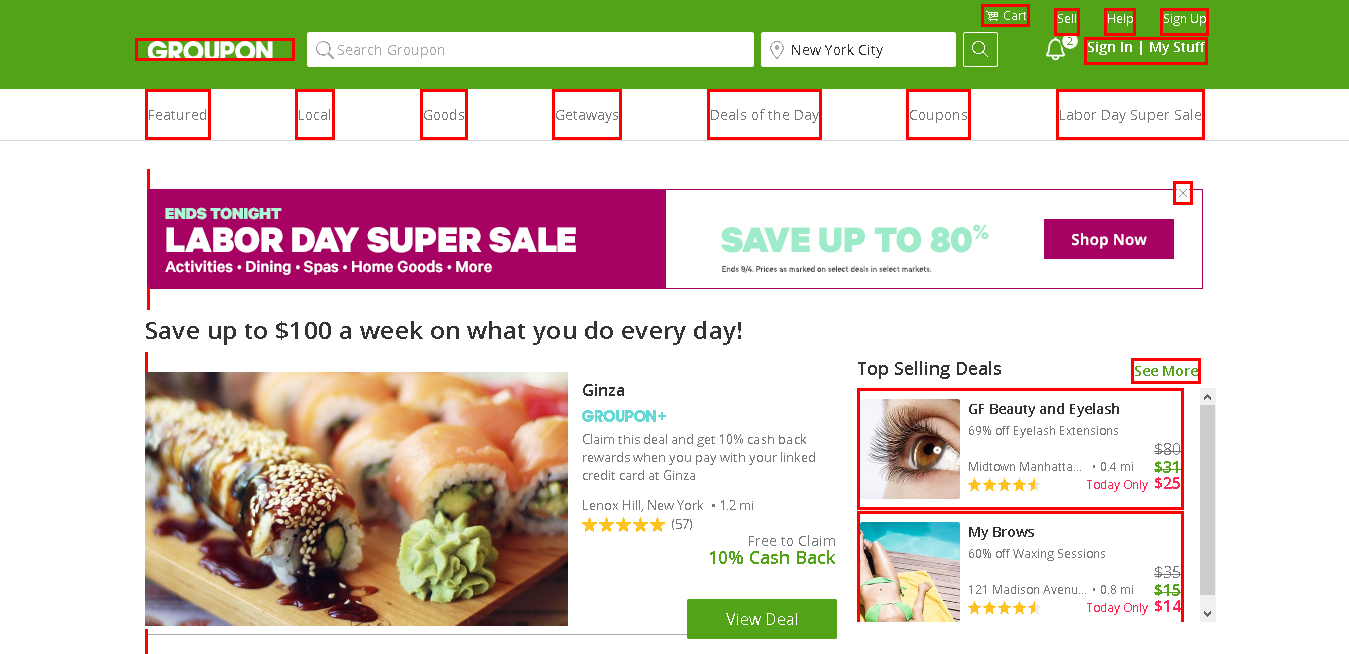 Cart
Sell
Help
Sign Up
GROUPON
Search Groupon
New York City
2
Sign In | My Stuff
Featured
Local
Goods
Getaways
Deals of the Day
Coupons
Labor Day Super Sale
ENDS TONIGHT
LABOR DAY SUPER SALE
Activities • Dining • Spas • Home Goods • More
SAVE UP TO 80%
Ends 9/4. Prices as marked on select deals in select markets.
Shop Now
Save up to $100 a week on what you do every day!
Ginza
GROUPON+
Claim this deal and get 10% cash back
rewards when you pay with your linked
credit card at Ginza
Lenox Hill, New York • 1.2 mi
(57)
Free to Claim
10% Cash Back
View Deal
Top Selling Deals
See More
GF Beauty and Eyelash
69% off Eyelash Extensions
$80
Midtown Manhatta... • 0.4 mi
$31
Today Only $25
My Brows
60% off Waxing Sessions
$35
121 Madison Avenu... • 0.8 mi
$15
Today Only $14